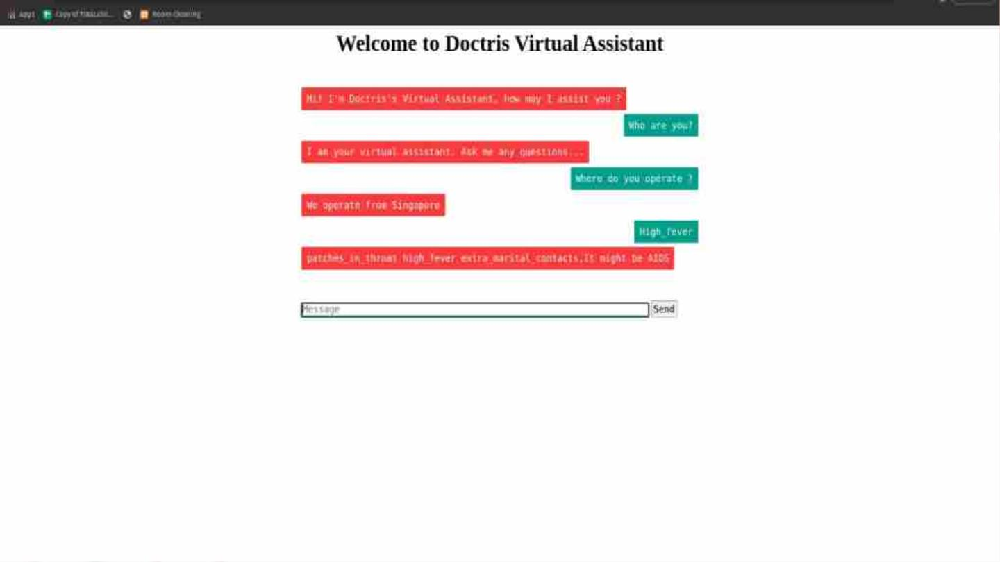 Apps Copy of Room Cleaning
Welcome to Doctris Virtual Assistant
Hi! I'm Doctris's Virtual Assistant, how may I assist you ?
Who are you?
I am your virtual assistant. Ask me any questions...
Where do you operate ?
We operate from Singapore
High_fever
patches_in_throat high_fever extra_marital_contacts.It might be AIDS
Message Send